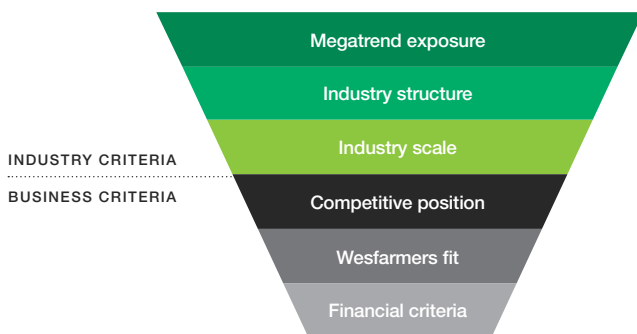 Megatrend exposure
Industry structure
Industry scale
INDUSTRY CRITERIA
BUSINESS CRITERIA
Competitive position
Wesfarmers fit
Financial criteria